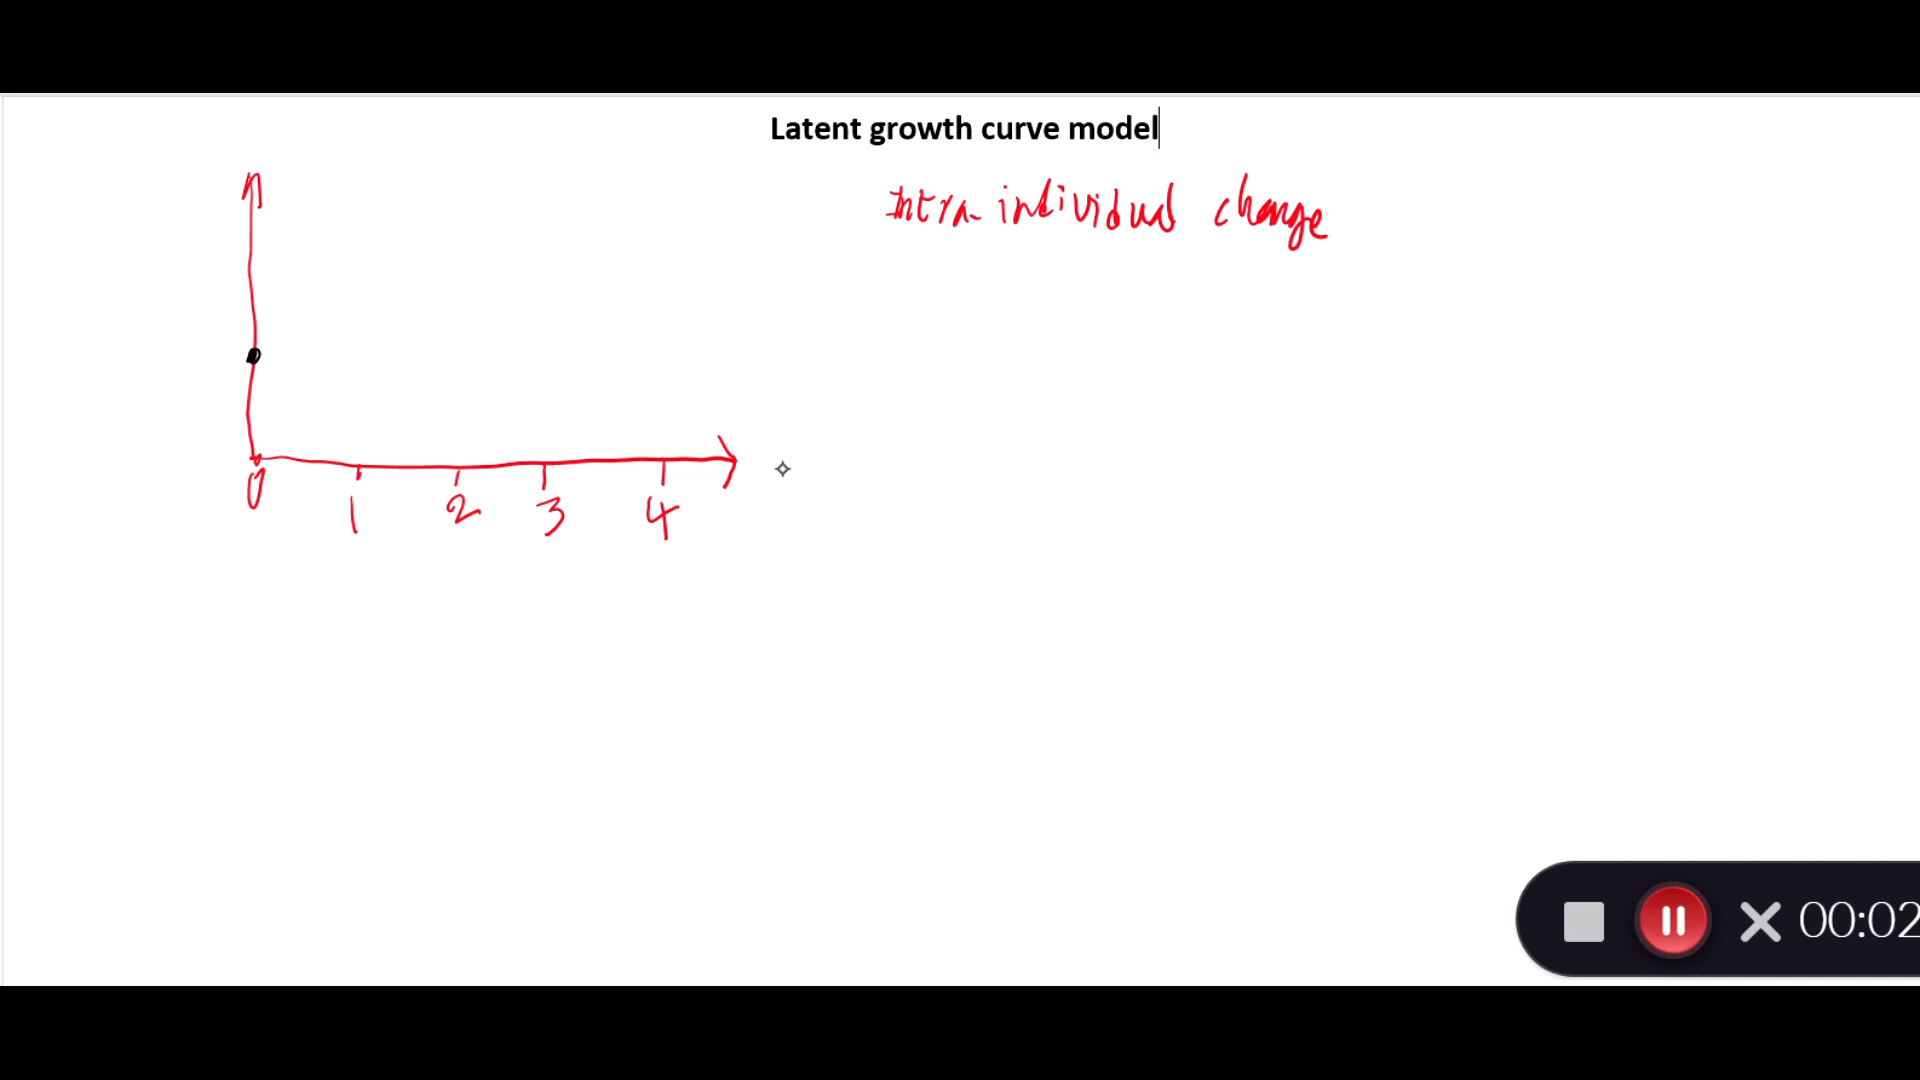 Latent growth curve model
Intra-individual change
0 1 2 3 4
00:02